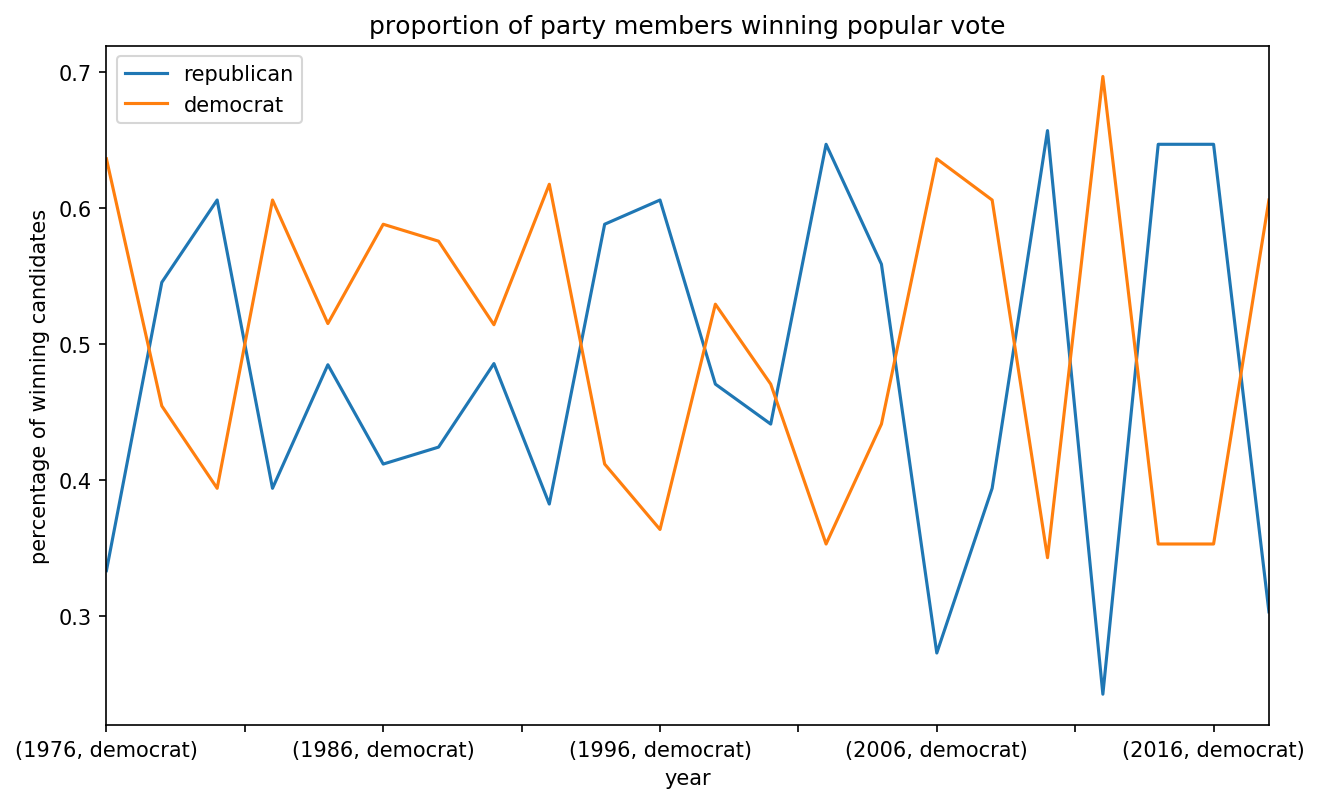 proportion of party members winning popular vote
republican
democrat
0.7
0.6
0.5
0.4
0.3
percentage of winning candidates
(1976, democrat) (1986, democrat) (1996, democrat) (2006, democrat) (2016, democrat)
year